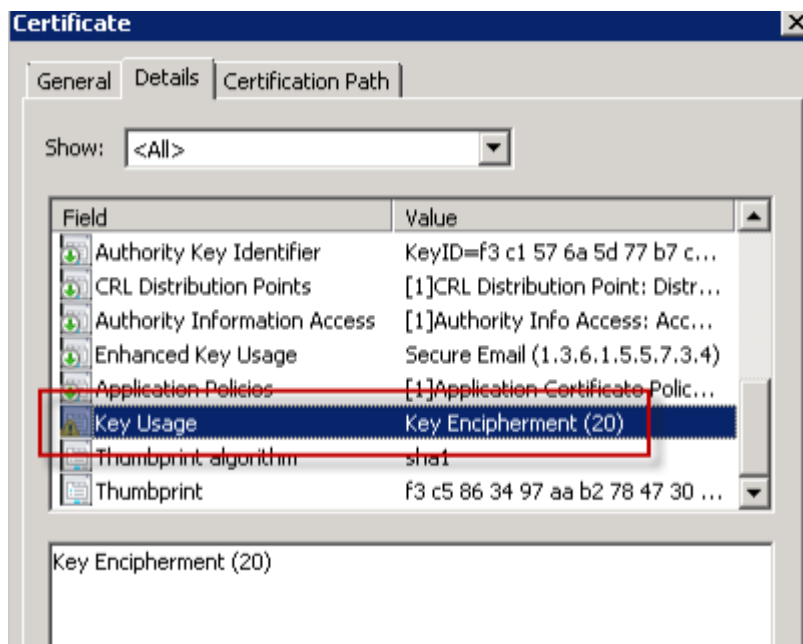 Certificate
General Details Certification Path
Show: <All>
Field Value
Authority Key Identifier KeyID=f3 c1 57 6a 5d 77 b7 c...
CRL Distribution Points [1]CRL Distribution Point: Distr...
Authority Information Access [1]Authority Info Access: Acc...
Enhanced Key Usage Secure Email (1.3.6.1.5.5.7.3.4)
Application Policies [1]Application Certificate Polic...
Key Usage Key Encipherment (20)
Thumbprint algorithm sha1
Thumbprint f3 c5 86 34 97 aa b2 78 47 30 ...
Key Encipherment (20)